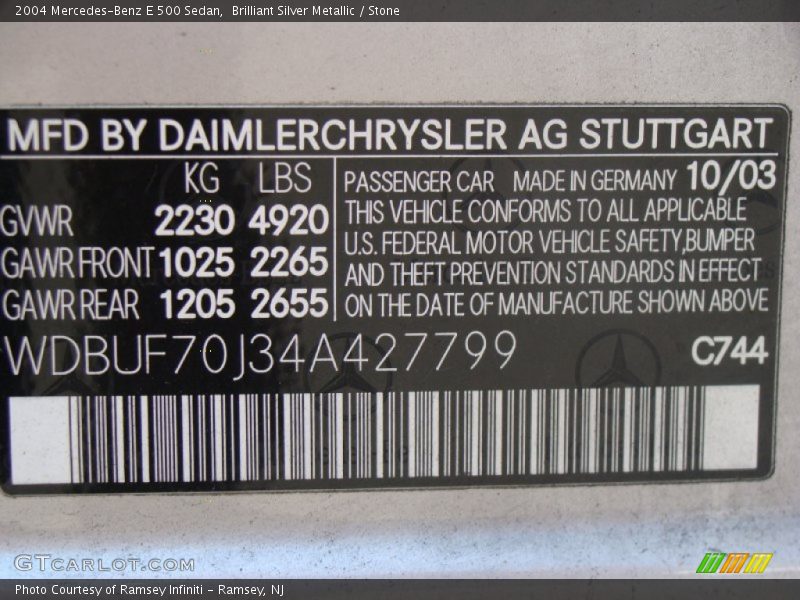 2004 Mercedes-Benz E 500 Sedan,  Brilliant Silver Metallic / Stone
MFD BY DAIMLERCHRYSLER AG STUTTGART
KG LBS
GVWR 2230 4920
GAWR FRONT 1025 2265
GAWR REAR 1205 2655
PASSENGER CAR MADE IN GERMANY 10/03
THIS VEHICLE CONFORMS TO ALL APPLICABLE
U.S. FEDERAL MOTOR VEHICLE SAFETY,BUMPER
AND THEFT PREVENTION STANDARDS IN EFFECT
ON THE DATE OF MANUFACTURE SHOWN ABOVE
WDBUF70J34A427799 C744
2004 GTCARLOT.COM
Photo Courtesy of Ramsey Infiniti - Ramsey, NJ